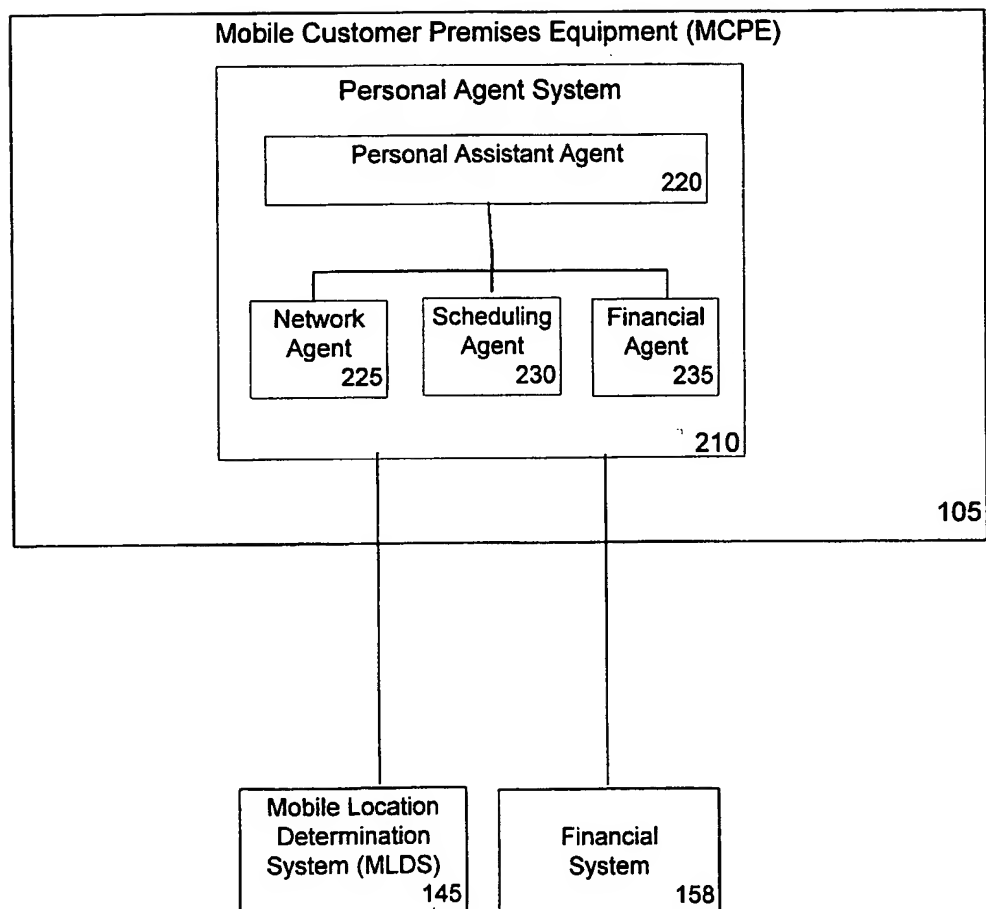 Mobile Customer Premises Equipment (MCPE)
Personal Agent System
Personal Assistant Agent
220
Network
Agent
225
Scheduling
Agent
230
Financial
Agent
235
210
105
Mobile Location
Determination
System (MLDS)
145
Financial
System
158